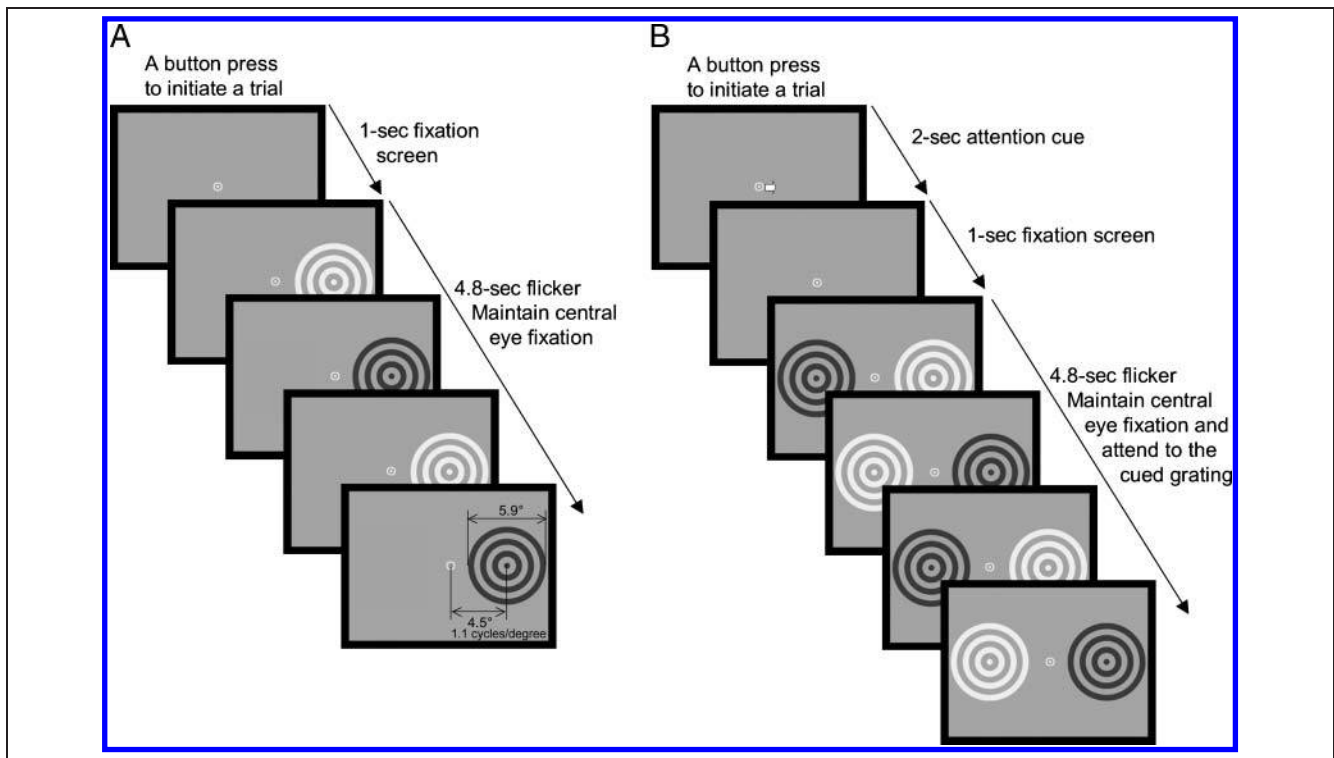 A
A button press
to initiate a trial
1-sec fixation
screen
4.8-sec flicker
Maintain central
eye fixation
5.9°
4.5°
1.1 cycles/degree
B
A button press
to initiate a trial
2-sec attention cue
1-sec fixation screen
4.8-sec flicker
Maintain central
eye fixation and
attend to the
cued grating